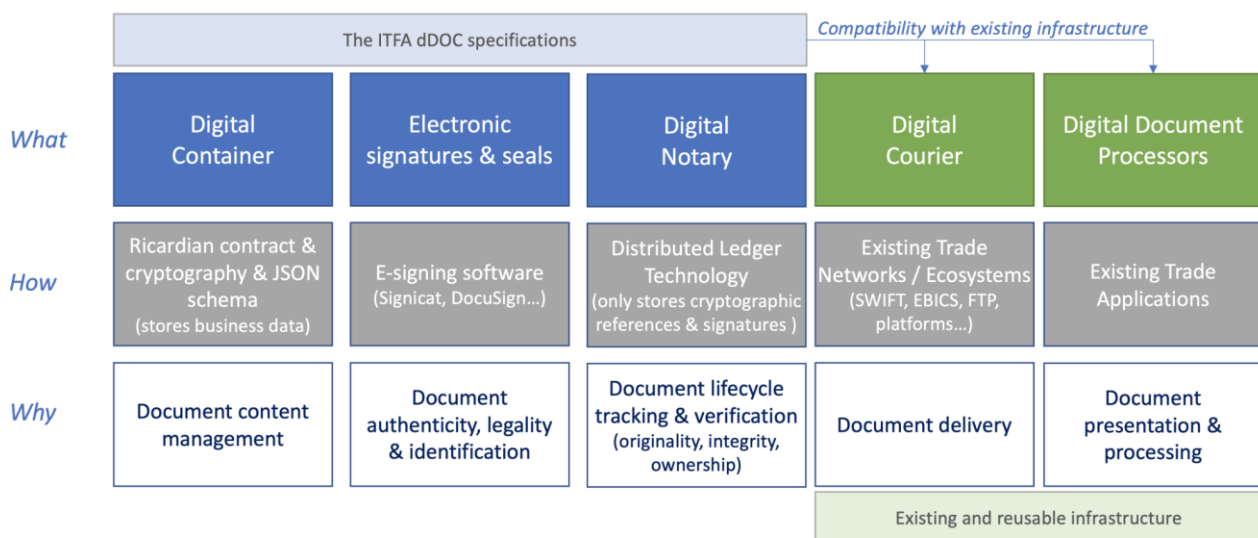 The ITFA dDOC specifications
Compatibility with existing infrastructure
What
Digital
Container
Electronic
signatures & seals
Digital
Notary
Digital
Courier
Digital Document
Processors
How
Ricardian contract &
cryptography & JSON
schema
(stores business data)
E-signing software
(Signicat, DocuSign...)
Distributed Ledger
Technology
(only stores cryptographic
references & signatures )
Existing Trade
Networks / Ecosystems
(SWIFT, EBICS, FTP,
platforms...)
Existing Trade
Applications
Why
Document content
management
Document
authenticity, legality
& identification
Document lifecycle
tracking & verification
(originality, integrity,
ownership)
Document delivery
Document
presentation &
processing
Existing and reusable infrastructure